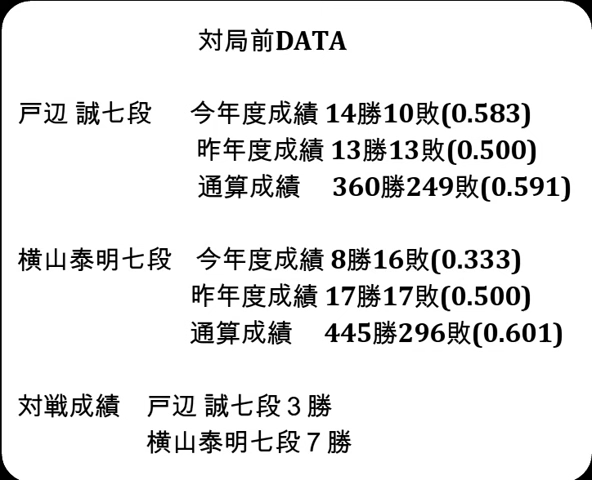 対局前DATA
戸辺 誠七段 今年度成績 14勝10敗(0.583)
昨年度成績 13勝13敗(0.500)
通算成績 360勝249敗(0.591)
横山泰明七段 今年度成績 8勝16敗(0.333)
昨年度成績 17勝17敗(0.500)
通算成績 445勝296敗(0.601)
対戦成績 戸辺 誠七段３勝
横山泰明七段７勝